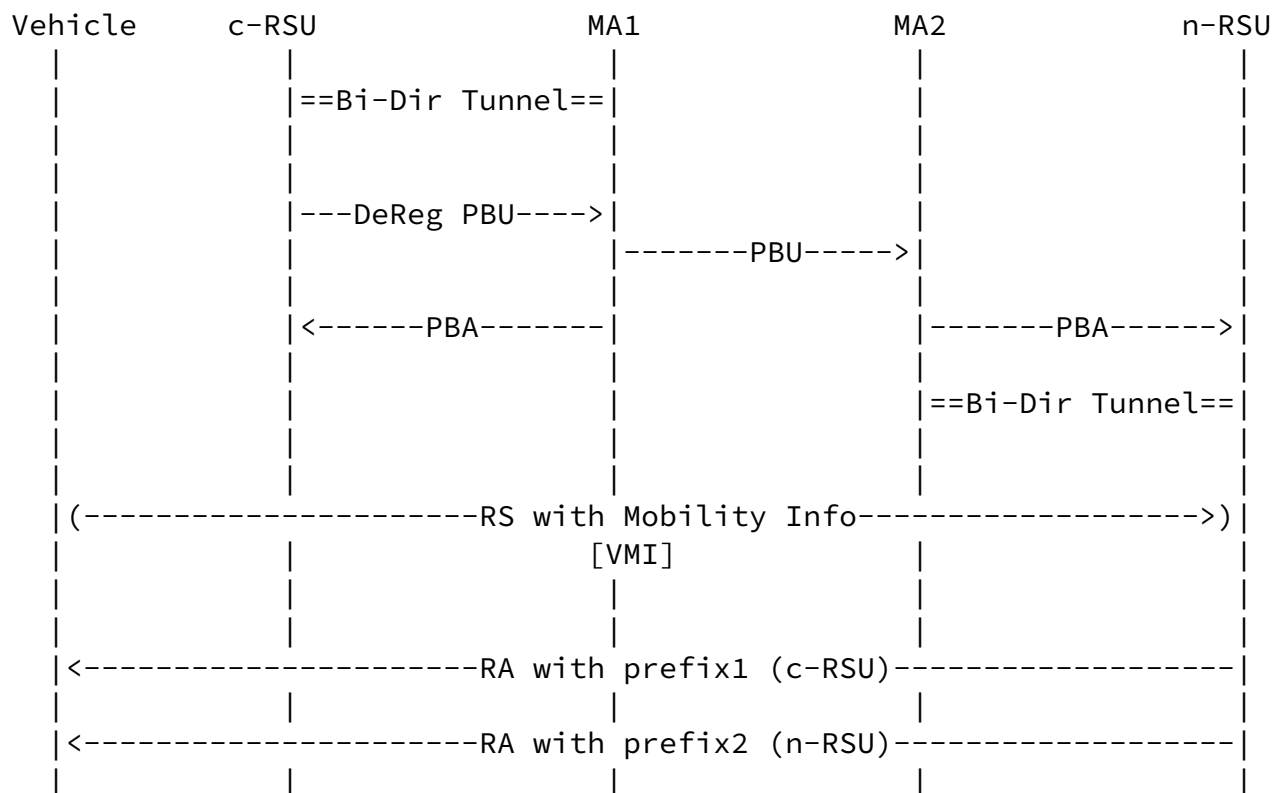 Vehicle c-RSU MA1 MA2 n-RSU
|==Bi-Dir Tunnel==|
|---DeReg PBU---->|
|-------PBU----->|
|<------PBA-------| |-------PBA------>|
|==Bi-Dir Tunnel==|
|(----------------------RS with Mobility Info------------------->)|
[VMI]
|<-----------------------RA with prefix1 (c-RSU)-------------------|
|<-----------------------RA with prefix2 (n-RSU)-------------------|